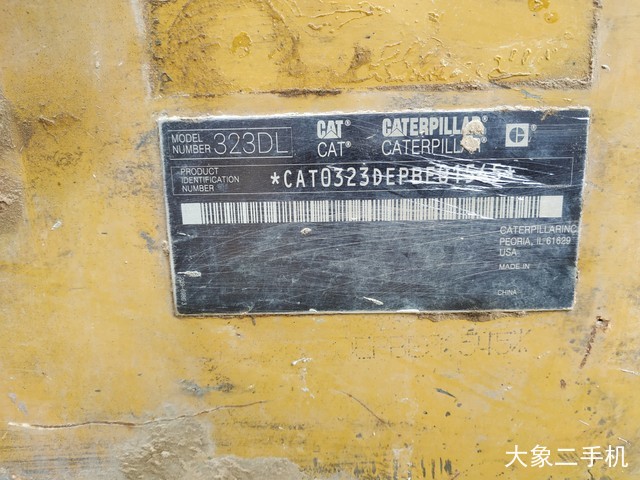 MODEL NUMBER 323DL
CAT® CATERPILLAR®
CAT® CATERPILLAR®
PRODUCT
IDENTIFICATION
NUMBER
*CAT0323DEPBE01545*
CATERPILLAR INC.
PEORIA, IL 61629
USA
MADE IN
CHINA
大象二手机